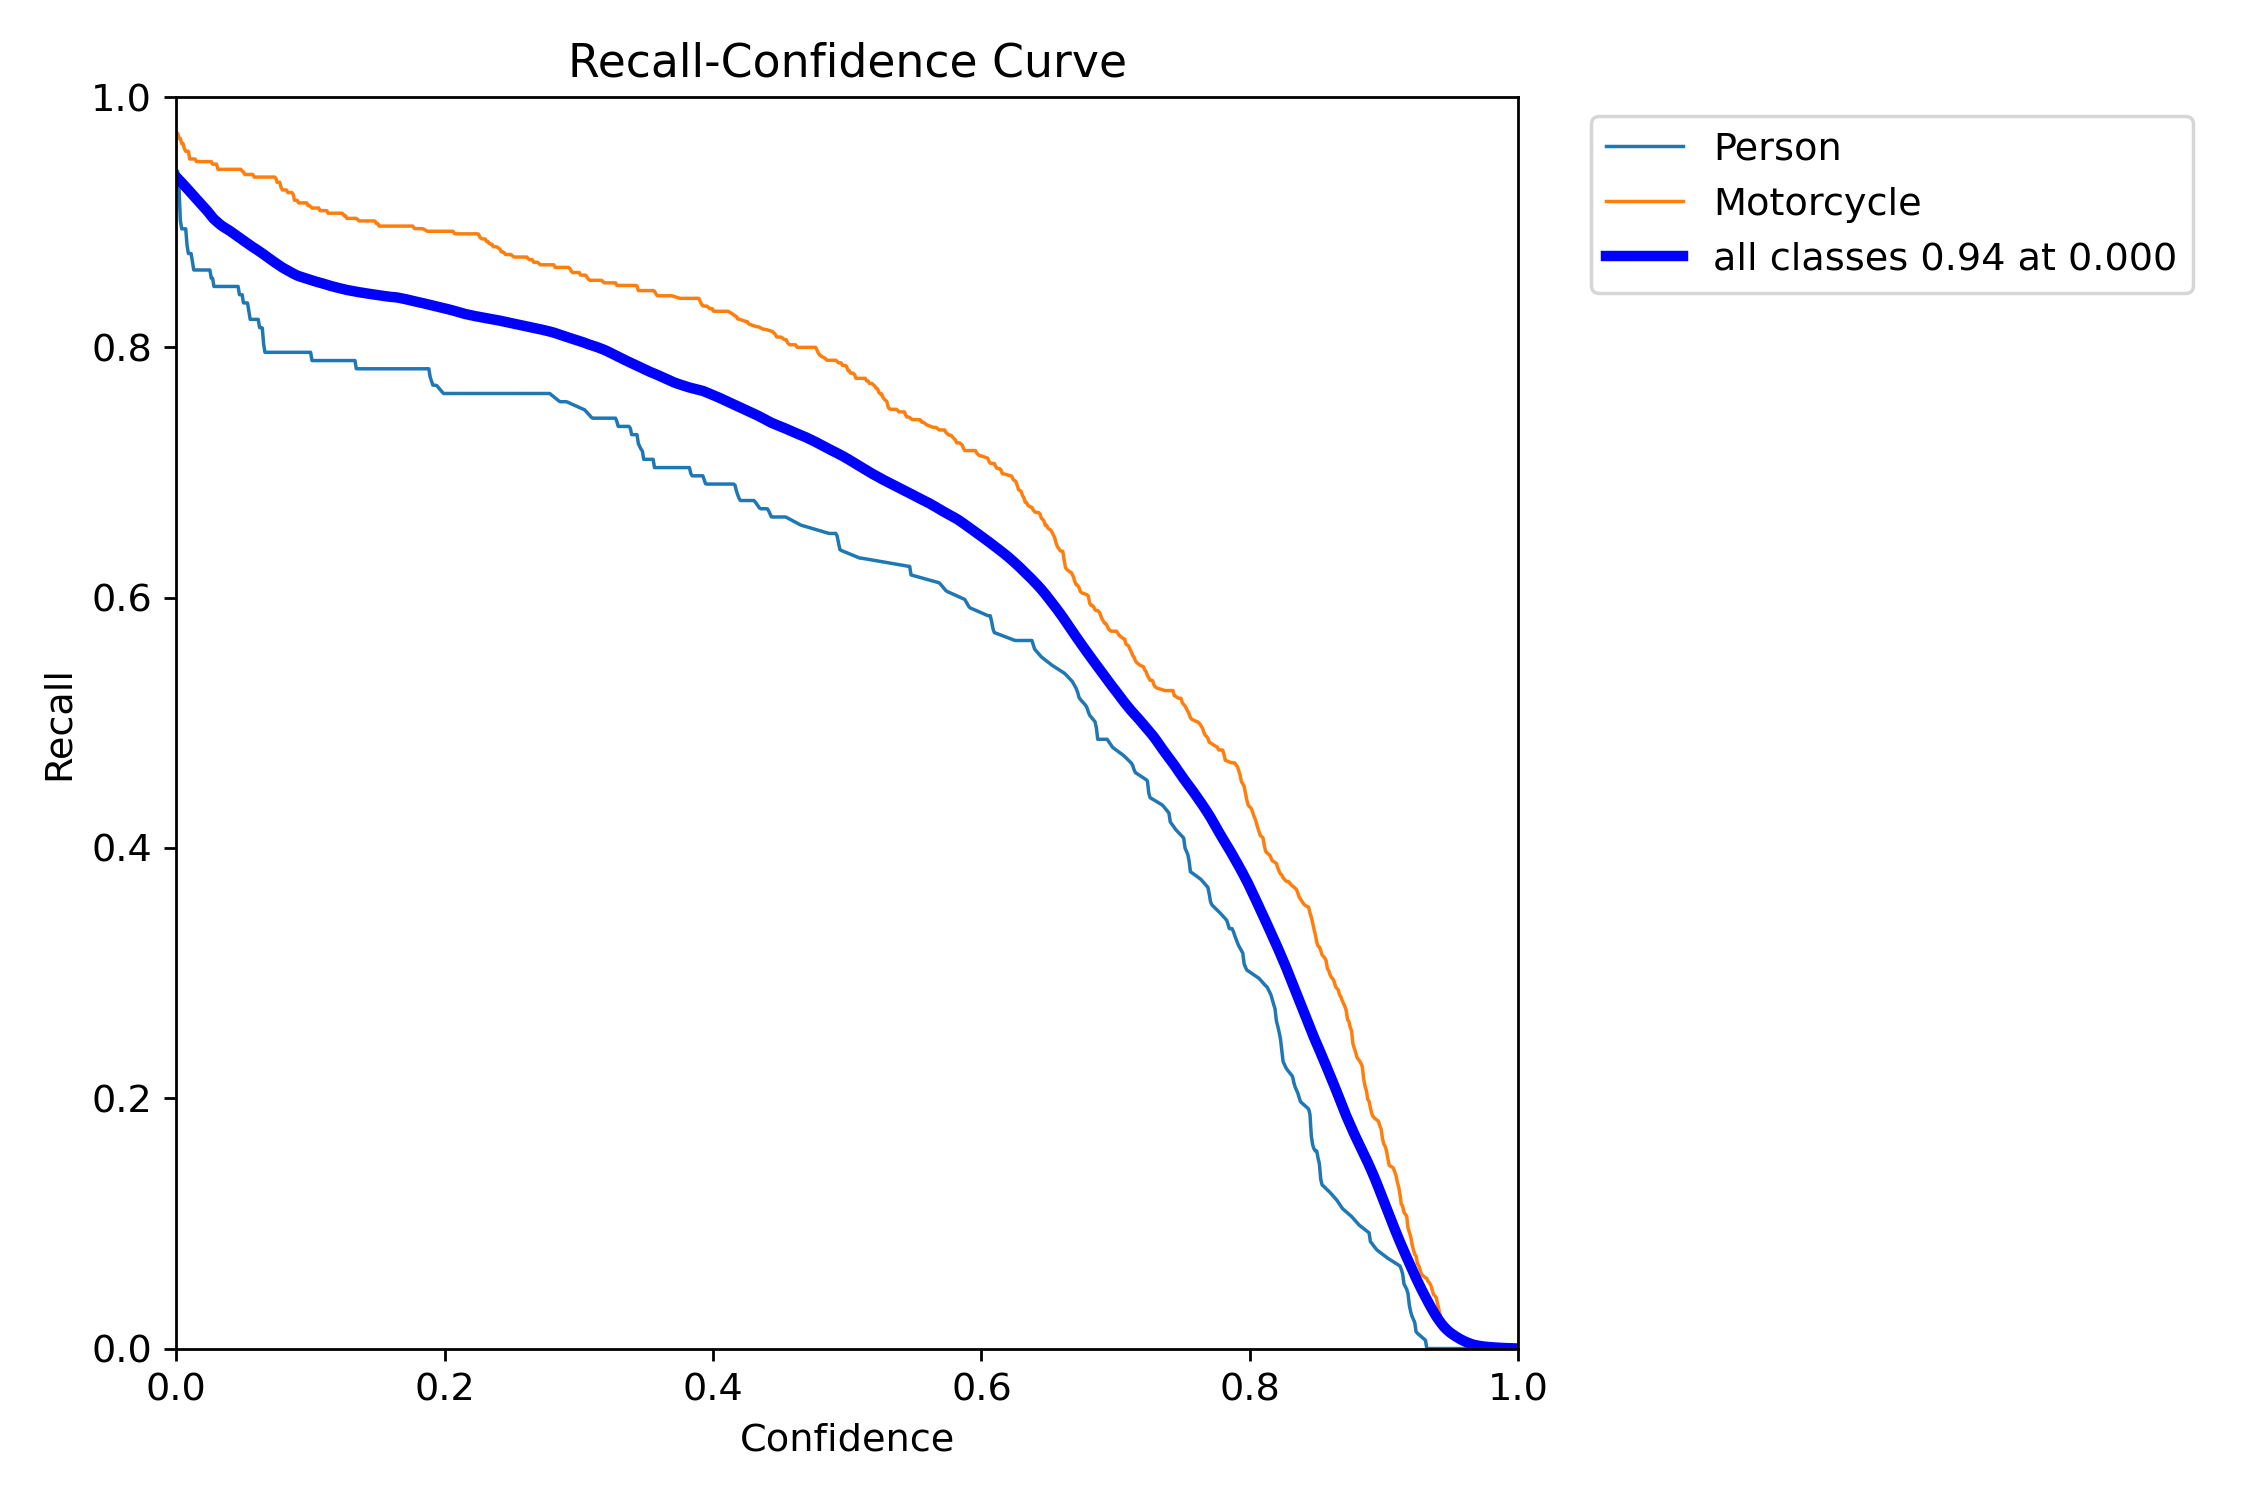 Recall-Confidence Curve
1.0
0.8
0.6
0.4
0.2
0.0
Recall
0.0 0.2 0.4 0.6 0.8 1.0
Confidence
Person
Motorcycle
all classes 0.94 at 0.000